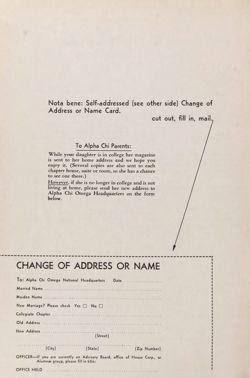 Nota bene: Self-addressed (see other side) Change of
Address or Name Card.
cut out, fill in, mail.
To Alpha Chi Parents:
While your daughter is in college her magazine
is sent to her home address and we hope you
enjoy it. (Several copies are also sent to each
chapter house, suite or room, so she has a chance
to see one there.)
However, if she is no longer in college and is not
living at home, please send her new address to
Alpha Chi Omega Headquarters on the form
below.
CHANGE OF ADDRESS OR NAME
To: Alpha Chi Omega National Headquarters Date
Married Name
Maiden Name
New Marriage? Please check Yes □ No □
Collegiate Chapter
Old Address
New Address
(Street)
(City) (State) (Zip Number)
OFFICER—If you are currently an Advisory Board, office of House Corp., or
Alumnae group, please fill in title:
OFFICE HELD